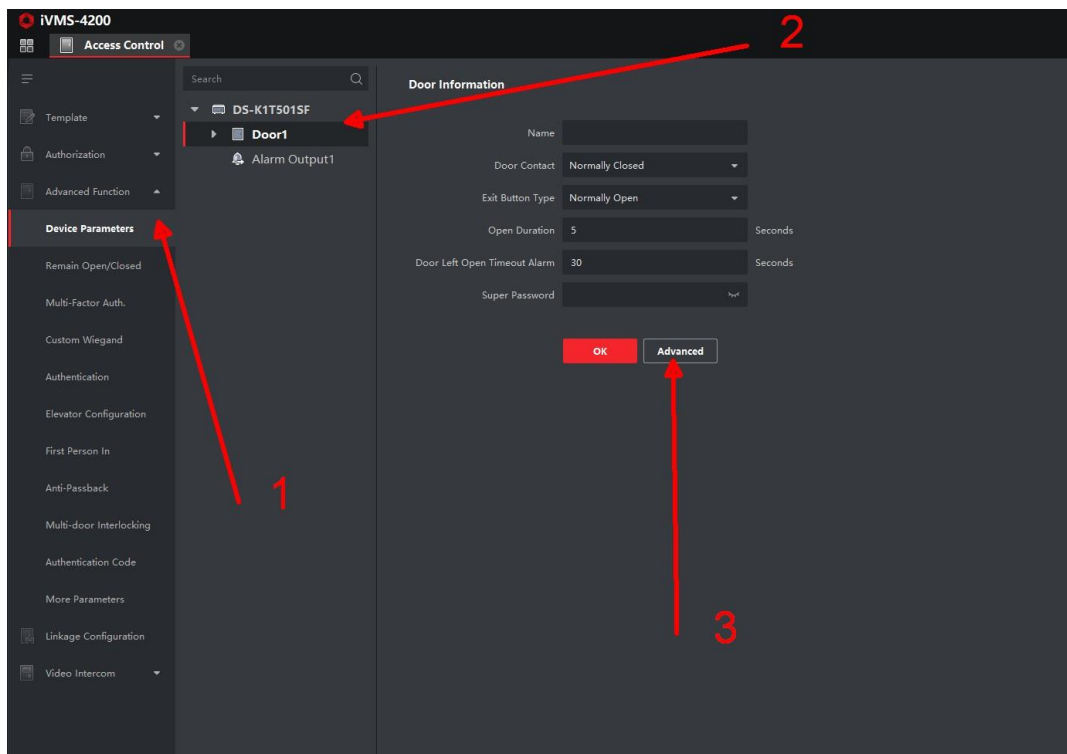 iVMS-4200
Access Control
2
Search
Door Information
Template
DS-K1T501SF
Door1
Name
Authorization
Alarm Output1
Door Contact Normally Closed
Advanced Function
Exit Button Type Normally Open
Device Parameters
Open Duration 5 Seconds
Remain Open/Closed
Door Left Open Timeout Alarm 30 Seconds
Multi-Factor Auth.
Super Password
Custom Wiegand
OK Advanced
Authentication
Elevator Configuration
First Person In
Anti-Passback
1
Multi-door Interlocking
Authentication Code
More Parameters
3
Linkage Configuration
Video Intercom